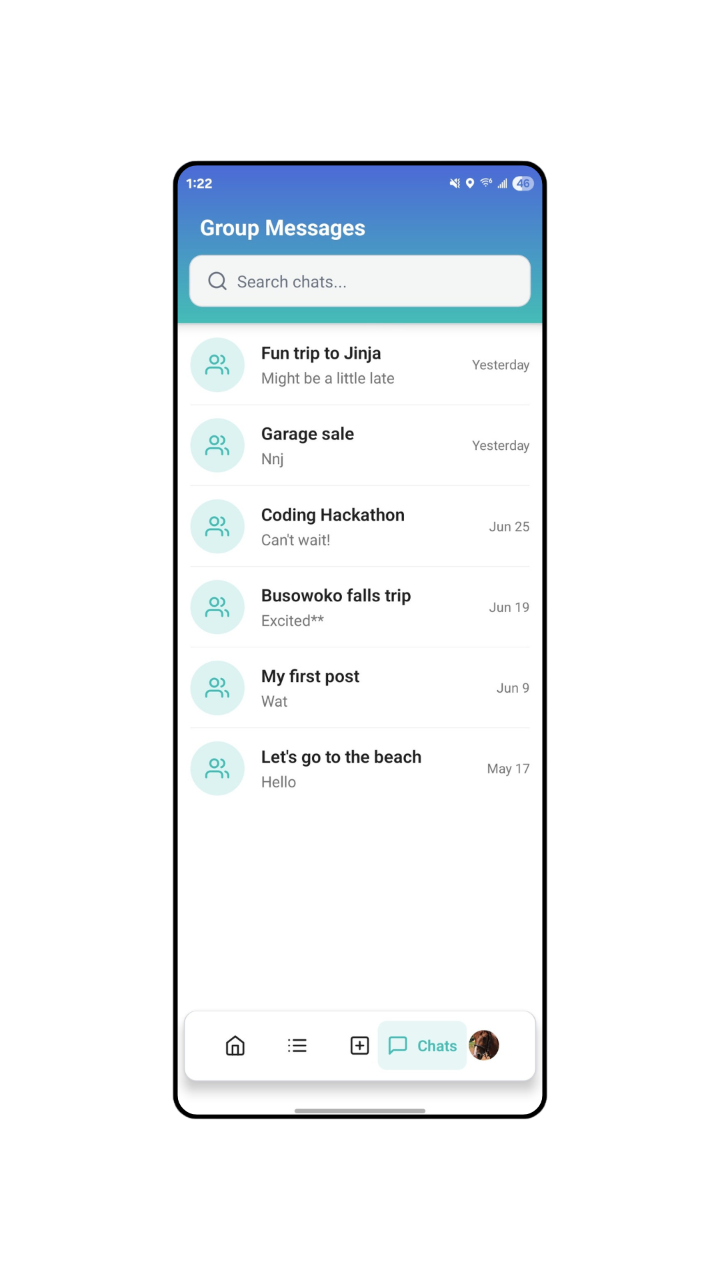 1:22
46
Group Messages
Search chats...
Fun trip to Jinja
Might be a little late
Yesterday
Garage sale
Nnj
Yesterday
Coding Hackathon
Can't wait!
Jun 25
Busowoko falls trip
Excited**
Jun 19
My first post
Wat
Jun 9
Let's go to the beach
Hello
May 17
Chats